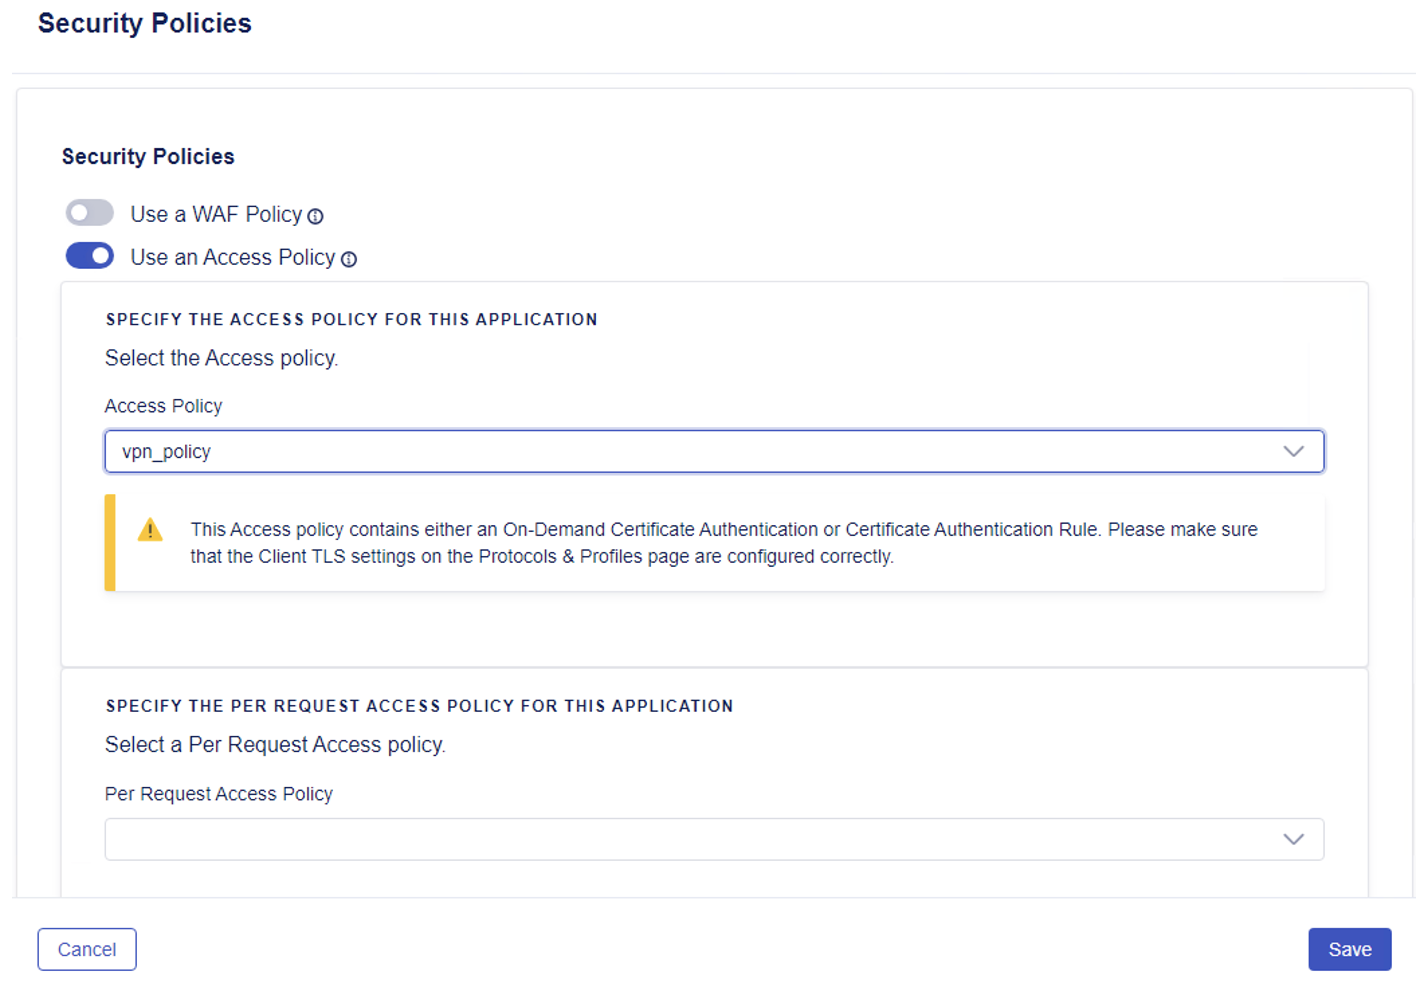 Security Policies
Security Policies
Use a WAF Policy
Use an Access Policy
SPECIFY THE ACCESS POLICY FOR THIS APPLICATION
Select the Access policy.
Access Policy
vpn_policy
This Access policy contains either an On-Demand Certificate Authentication or Certificate Authentication Rule. Please make sure
that the Client TLS settings on the Protocols & Profiles page are configured correctly.
SPECIFY THE PER REQUEST ACCESS POLICY FOR THIS APPLICATION
Select a Per Request Access policy.
Per Request Access Policy
Cancel
Save